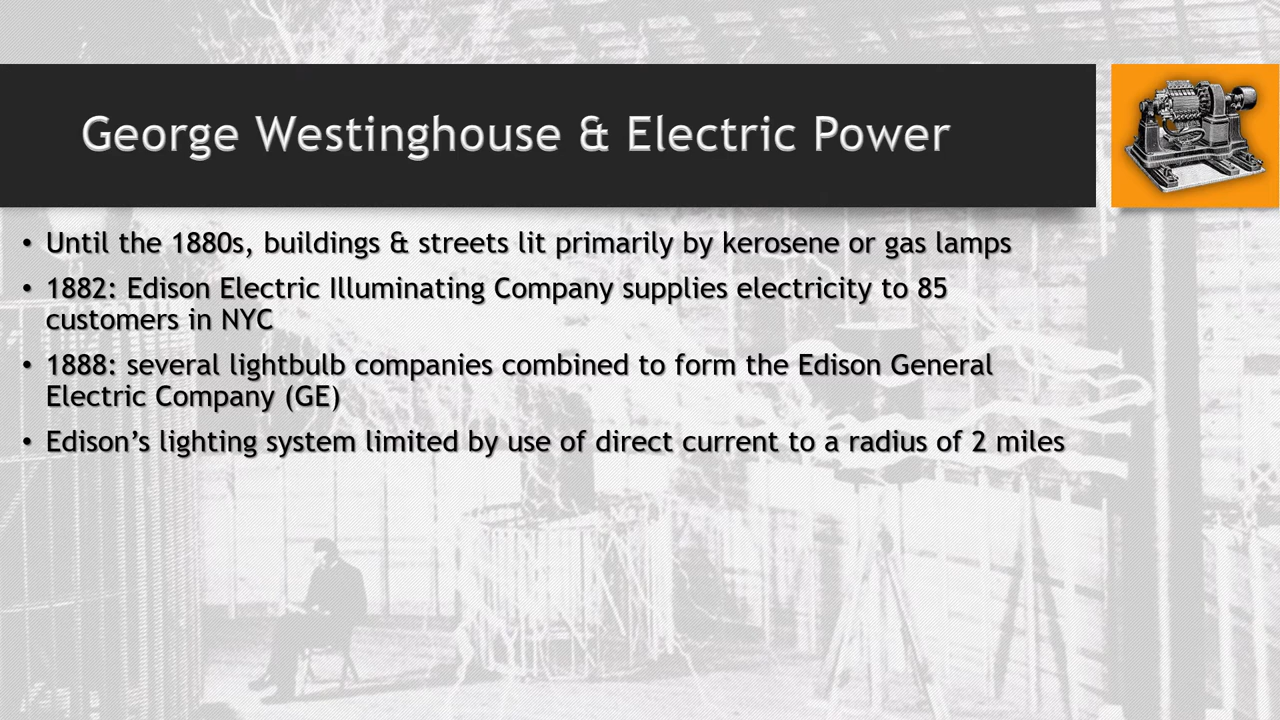 George Westinghouse & Electric Power
• Until the 1880s, buildings & streets lit primarily by kerosene or gas lamps
• 1882: Edison Electric Illuminating Company supplies electricity to 85
customers in NYC
• 1888: several lightbulb companies combined to form the Edison General
Electric Company (GE)
• Edison’s lighting system limited by use of direct current to a radius of 2 miles